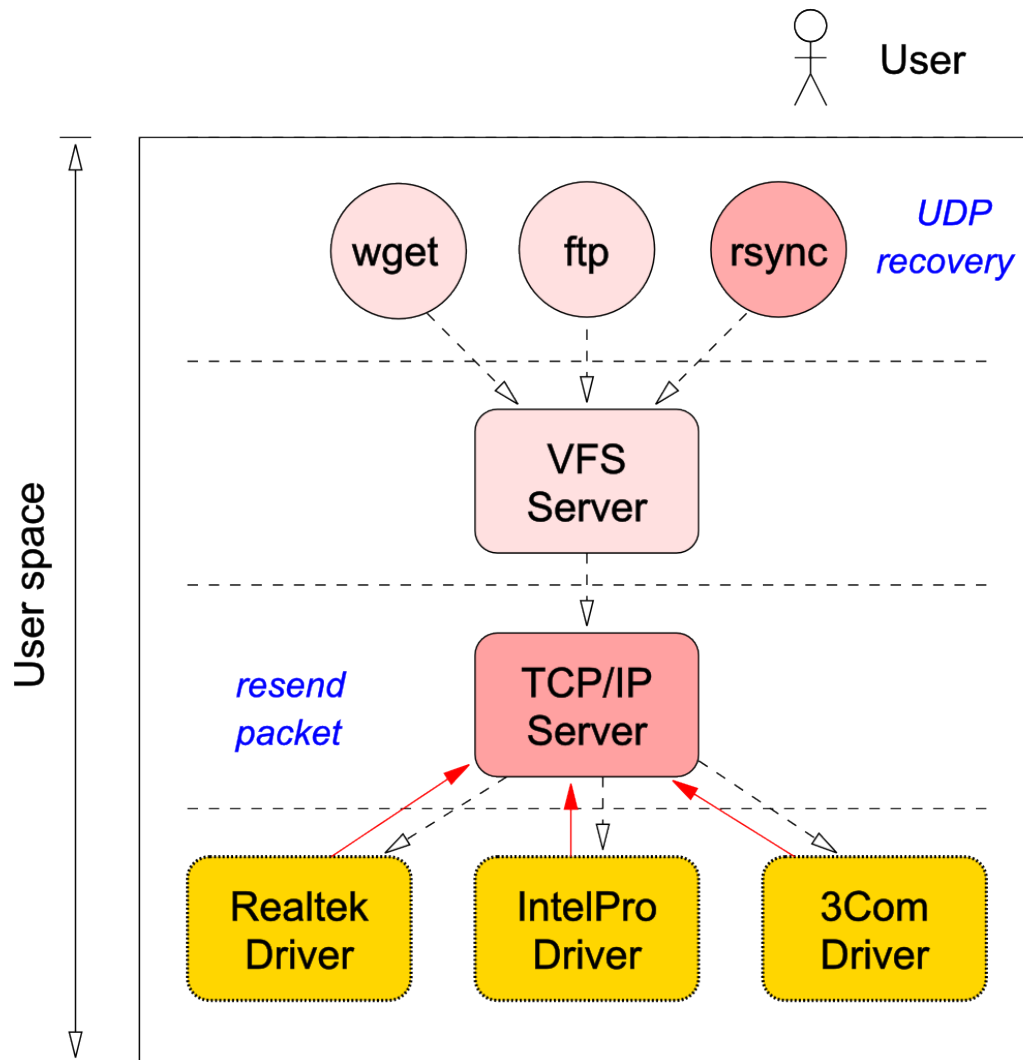 User
wget
ftp
rsync
UDP
recovery
VFS
Server
User space
resend
packet
TCP/IP
Server
Realtek
Driver
IntelPro
Driver
3Com
Driver